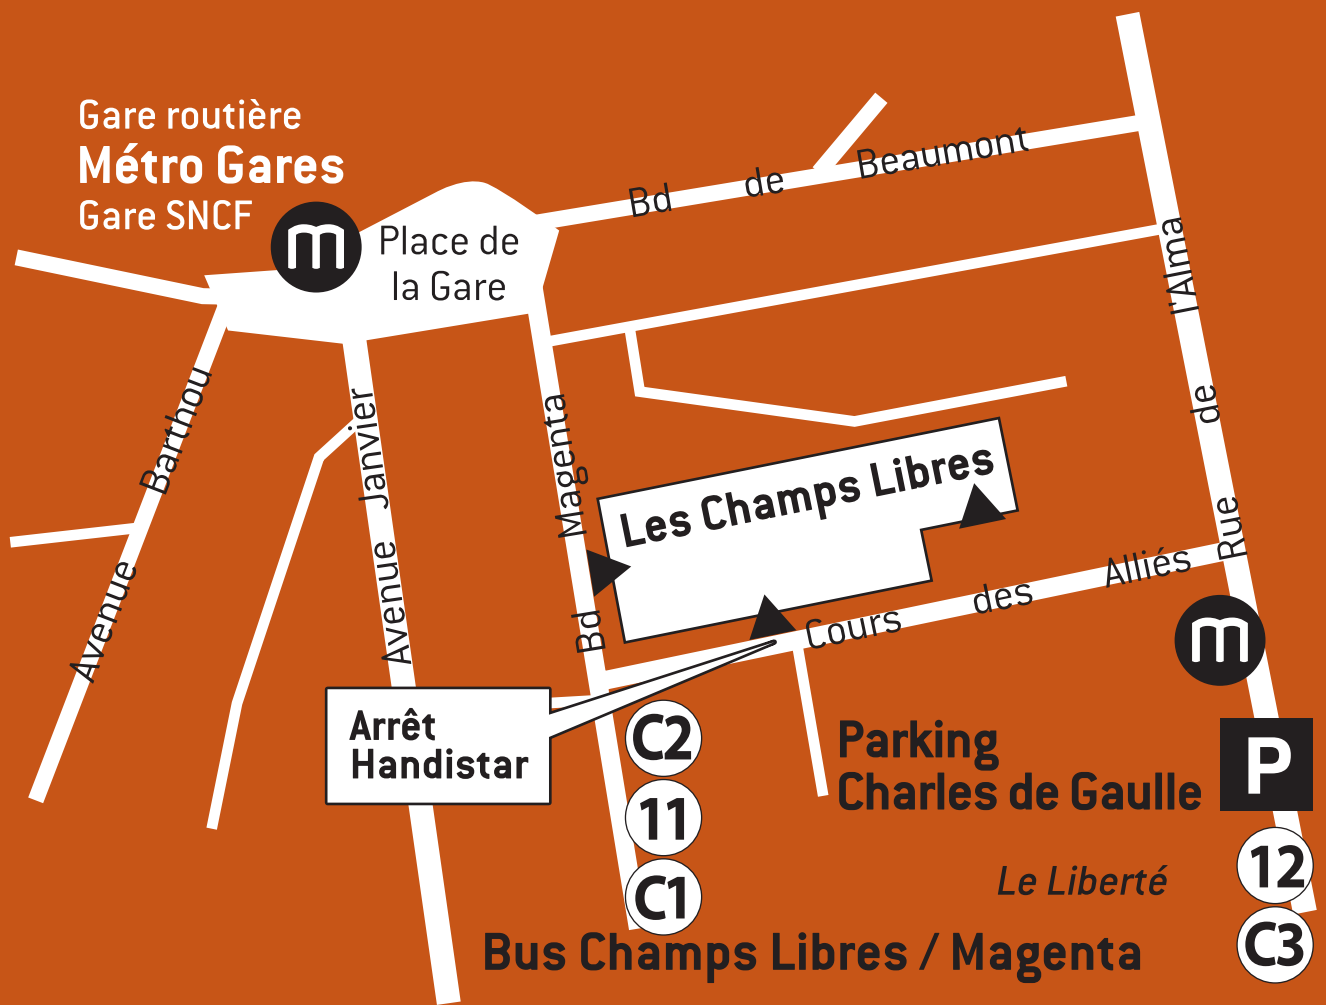 Gare routière
Métro Gares
Gare SNCF
m
Place de
la Gare
Bd de Beaumont
Rue de l'Alma
Avenue Barthou
Avenue Janvier
Bd Magenta
Les Champs Libres
Cours des Alliés
m
Arrêt
Handistar
C2
11
C1
Parking
Charles de Gaulle
P
Le Liberté
12
C3
Bus Champs Libres / Magenta